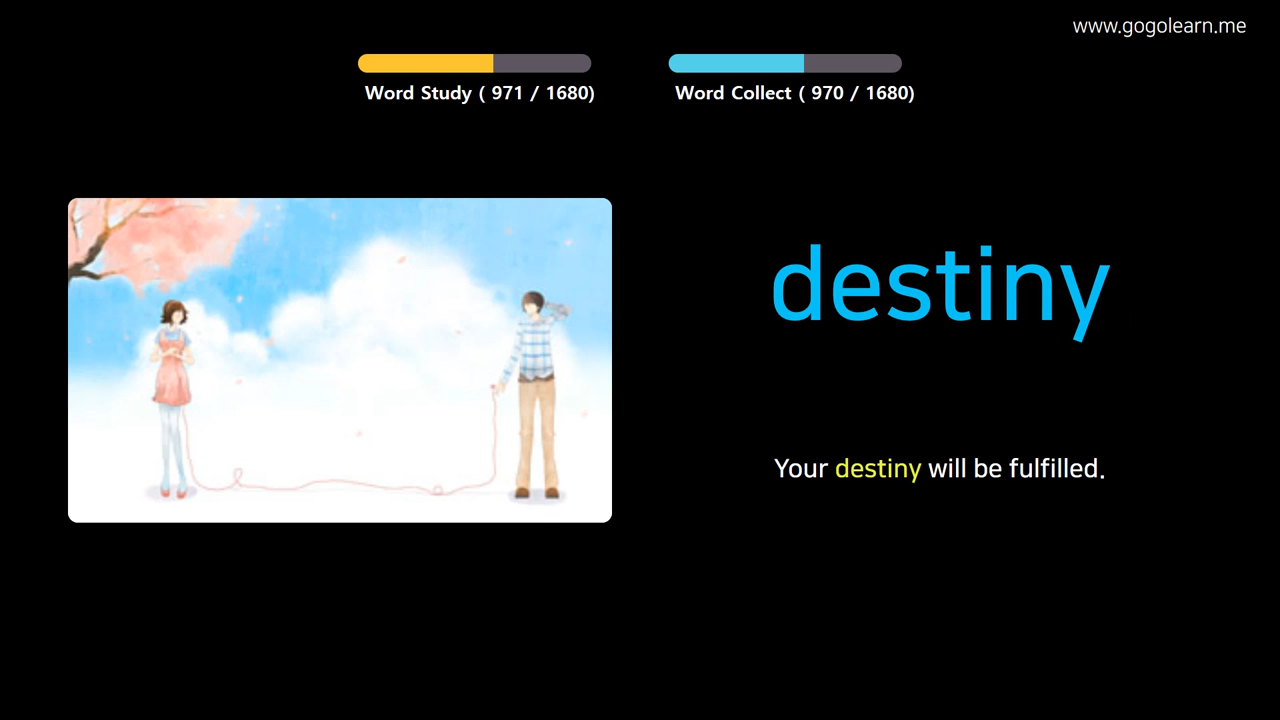 www.gogolearn.me
Word Study ( 971 / 1680)
Word Collect ( 970 / 1680)
destiny
Your destiny will be fulfilled.